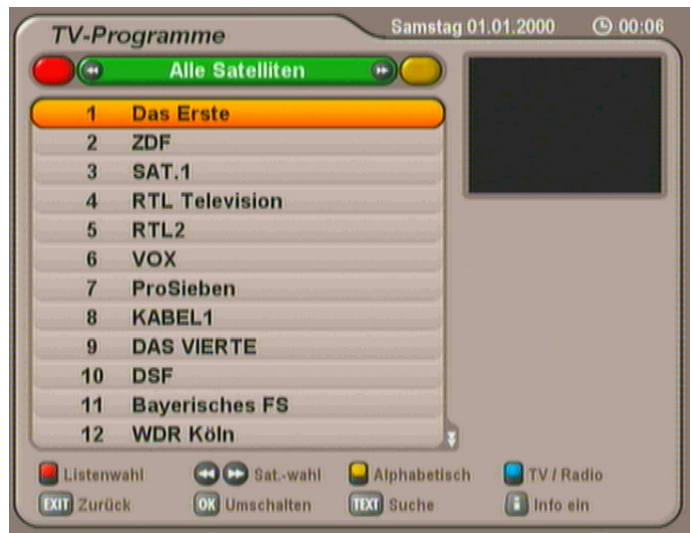 TV-Programme
Samstag 01.01.2000 00:06
Alle Satelliten
1 Das Erste
2 ZDF
3 SAT.1
4 RTL Television
5 RTL2
6 VOX
7 ProSieben
8 KABEL1
9 DAS VIERTE
10 DSF
11 Bayerisches FS
12 WDR Köln
Listenwahl Sat.-wahl Alphabetisch TV / Radio
EXIT Zurück OK Umschalten TEXT Suche i Info ein